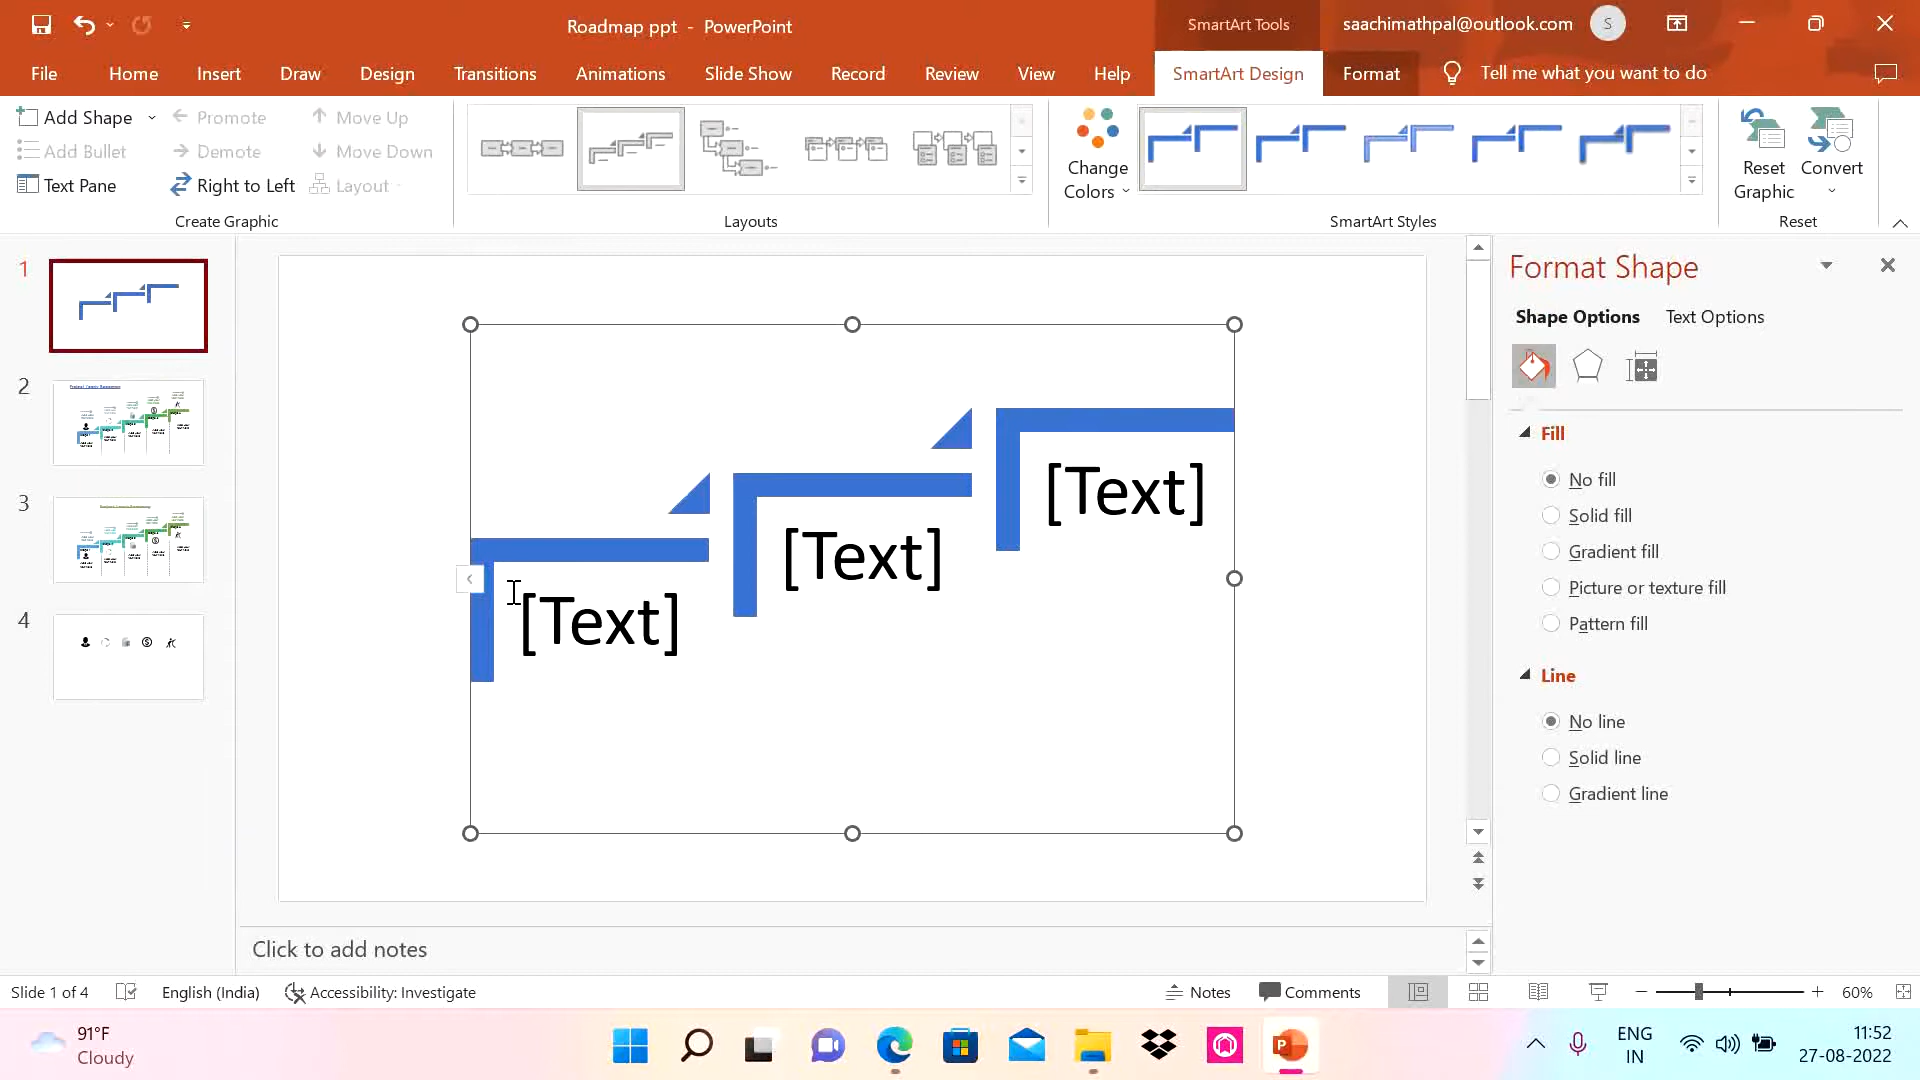 Roadmap ppt - PowerPoint
SmartArt Tools
saachimathpal@outlook.com
S
File
Home
Insert
Draw
Design
Transitions
Animations
Slide Show
Record
Review
View
Help
SmartArt Design
Format
Tell me what you want to do
Add Shape
Promote
Move Up
Add Bullet
Demote
Move Down
Text Pane
Right to Left
Layout
Create Graphic
Layouts
Change
Colors
SmartArt Styles
Reset
Graphic
Convert
Reset
1
2
3
4
[Text]
[Text]
[Text]
Format Shape
Shape Options
Text Options
Fill
No fill
Solid fill
Gradient fill
Picture or texture fill
Pattern fill
Line
No line
Solid line
Gradient line
Click to add notes
Slide 1 of 4
English (India)
Accessibility: Investigate
Notes
Comments
60%
91°F
Cloudy
ENG
IN
11:52
27-08-2022